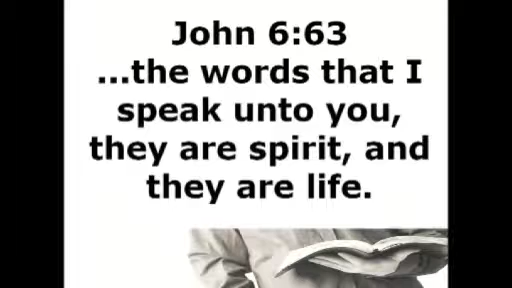 John 6:63
...the words that I
speak unto you,
they are spirit, and
they are life.